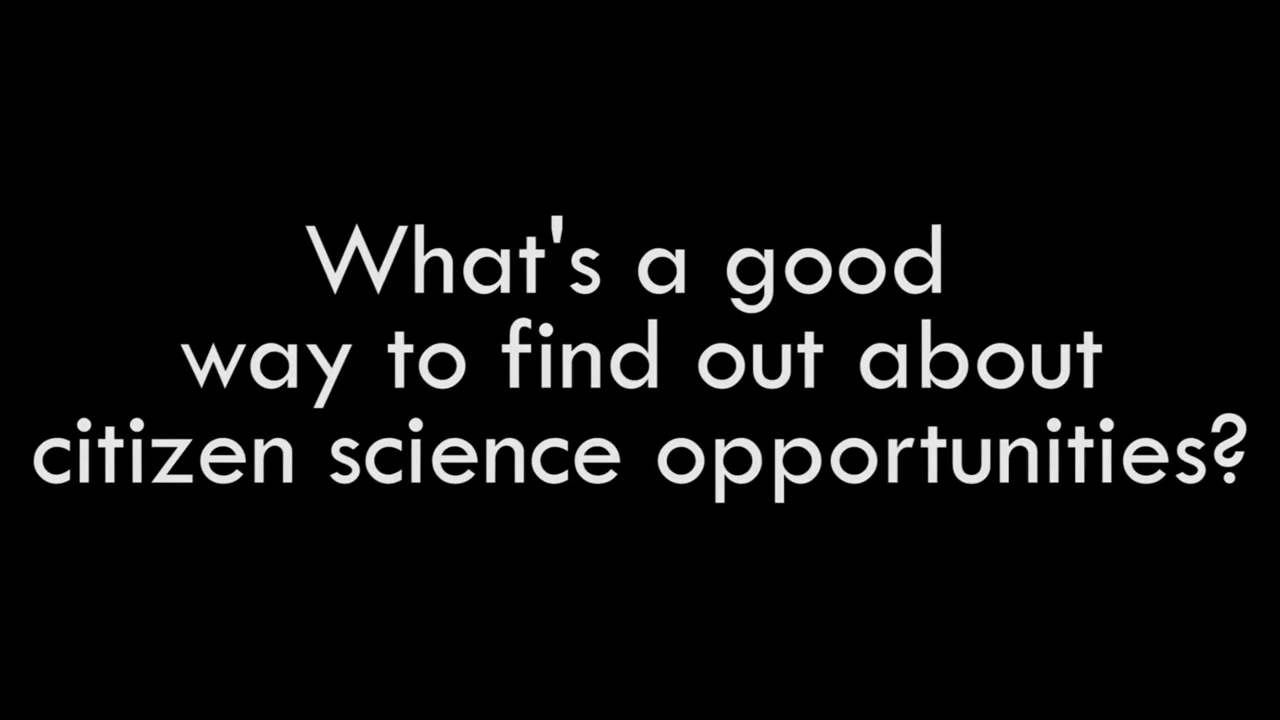 What's a good
way to find out about
citizen science opportunities?